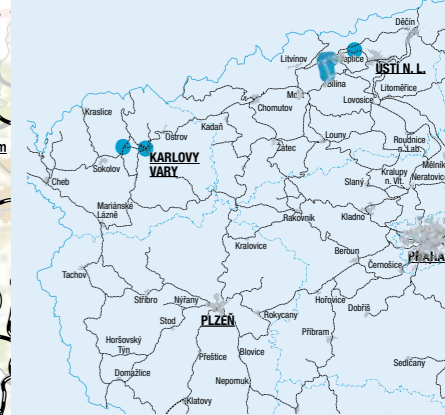 Děčín
Litvínov
Teplice
ÚSTÍ N. L.
Bílina
Most
Litoměřice
Kraslice
Chomutov
Lovosice
Ostrov
Kadaň
Louny
Roudnice
n. Lab.
KARLOVY
VARY
Žatec
Mělník
Sokolov
Kralupy
n. Vlt.
Neratovice
Cheb
Slaný
Mariánské
Lázně
Rakovník
Kladno
Kralovice
Beroun
PRAHA
Černošice
Tachov
Stříbro
Nýřany
Hořovice
Dobříš
Stod
PLZEŇ
Rokycany
Příbram
Horšovský
Týn
Přeštice
Blovice
Sedlčany
Domažlice
Nepomuk
Klatovy